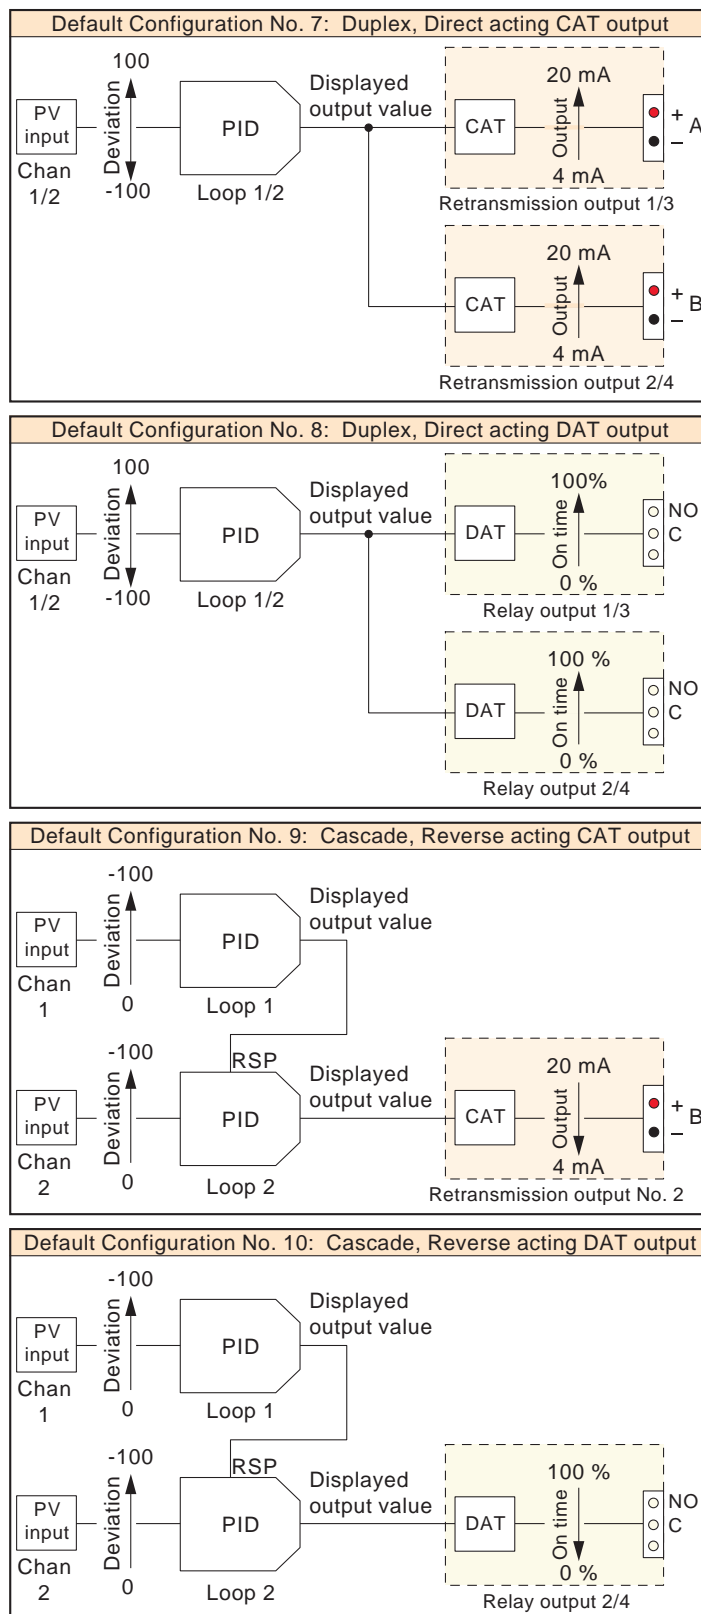 Default Configuration No. 7: Duplex, Direct acting CAT output
100
PV
input
Chan
1/2
Deviation
-100
PID
Loop 1/2
Displayed
output value
CAT
20 mA
Output
4 mA
+
–
A
Retransmission output 1/3
CAT
20 mA
Output
4 mA
+
–
B
Retransmission output 2/4
Default Configuration No. 8: Duplex, Direct acting DAT output
100
PV
input
Chan
1/2
Deviation
-100
PID
Loop 1/2
Displayed
output value
DAT
100%
On time
0 %
NO
C
Relay output 1/3
DAT
100 %
On time
0 %
NO
C
Relay output 2/4
Default Configuration No. 9: Cascade, Reverse acting CAT output
-100
PV
input
Chan
1
Deviation
0
PID
Loop 1
Displayed
output value
-100
PV
input
Chan
2
Deviation
0
RSP
PID
Loop 2
Displayed
output value
CAT
20 mA
Output
4 mA
+
–
B
Retransmission output No. 2
Default Configuration No. 10: Cascade, Reverse acting DAT output
-100
PV
input
Chan
1
Deviation
0
PID
Loop 1
Displayed
output value
-100
PV
input
Chan
2
Deviation
0
RSP
PID
Loop 2
Displayed
output value
DAT
100 %
On time
0 %
NO
C
Relay output 2/4